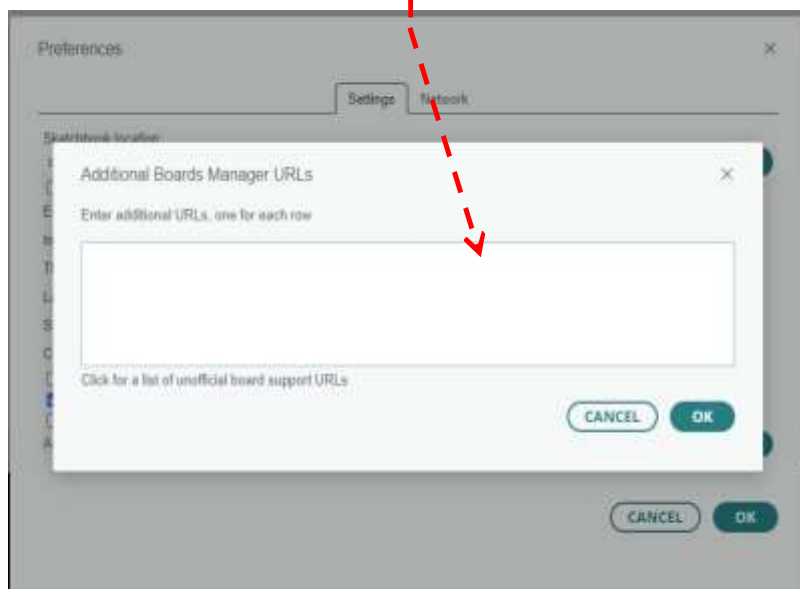 Preferences
Settings Network
Sketchbook location
Additional Boards Manager URLs
Enter additional URLs, one for each row
Click for a list of unofficial board support URLs
CANCEL OK
CANCEL OK